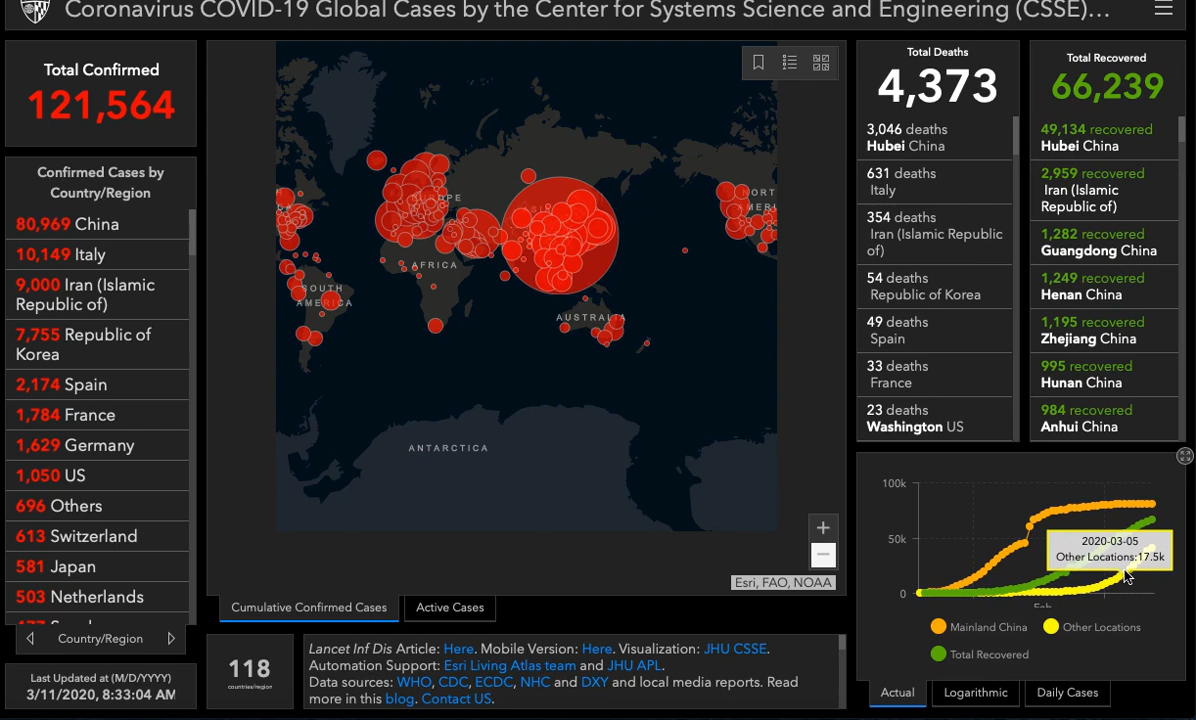 Coronavirus COVID-19 Global Cases by the Center for Systems Science and Engineering (CSSE)...
Total Confirmed
121,564
Confirmed Cases by
Country/Region
80,969 China
10,149 Italy
9,000 Iran (Islamic
Republic of)
7,755 Republic of
Korea
2,174 Spain
1,784 France
1,629 Germany
1,050 US
696 Others
613 Switzerland
581 Japan
503 Netherlands
Country/Region
Last Updated at (M/D/YYYY)
3/11/2020, 8:33:04 AM
AFRICA
SOUTH
AMERICA
AUSTRALIA
ANTARCTICA
Esri, FAO, NOAA
Cumulative Confirmed Cases
Active Cases
118
countries/region
Lancet Inf Dis Article: Here. Mobile Version: Here. Visualization: JHU CSSE.
Automation Support: Esri Living Atlas team and JHU APL.
Data sources: WHO, CDC, ECDC, NHC and DXY and local media reports. Read
more in this blog. Contact US.
Total Deaths
4,373
3,046 deaths
Hubei China
631 deaths
Italy
354 deaths
Iran (Islamic Republic
of)
54 deaths
Republic of Korea
49 deaths
Spain
33 deaths
France
23 deaths
Washington US
Total Recovered
66,239
49,134 recovered
Hubei China
2,959 recovered
Iran (Islamic
Republic of)
1,282 recovered
Guangdong China
1,249 recovered
Henan China
1,195 recovered
Zhejiang China
995 recovered
Hunan China
984 recovered
Anhui China
100k
50k
0
2020-03-05
Other Locations:17.5k
Feb
Mainland China
Other Locations
Total Recovered
Actual
Logarithmic
Daily Cases